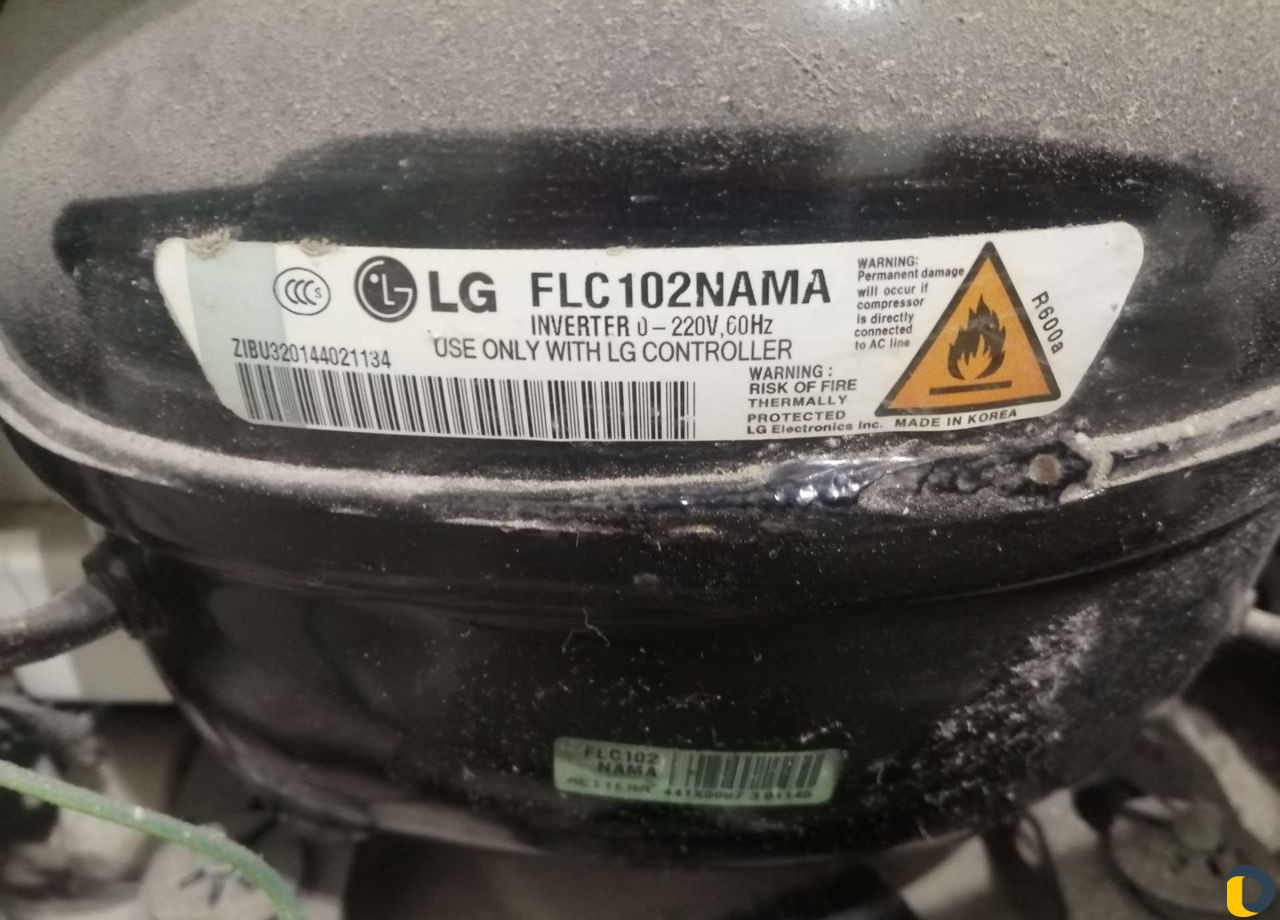 CCC S
LG FLC102NAMA
INVERTER 0-220V, 60Hz
USE ONLY WITH LG CONTROLLER
ZIBU320144021134
WARNING:
Permanent damage
will occur if
compressor
is directly
connected
to AC line
WARNING :
RISK OF FIRE
THERMALLY
PROTECTED
LG Electronics Inc. MADE IN KOREA
R600a
FLC102
NAMA